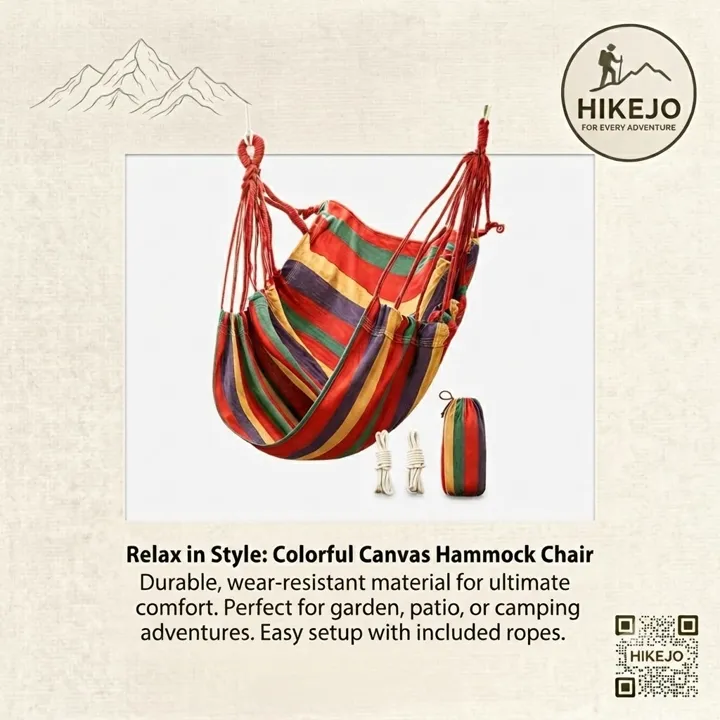 HIKEJO
FOR EVERY ADVENTURE
Relax in Style: Colorful Canvas Hammock Chair
Durable, wear-resistant material for ultimate
comfort. Perfect for garden, patio, or camping
adventures. Easy setup with included ropes.
HIKEJO